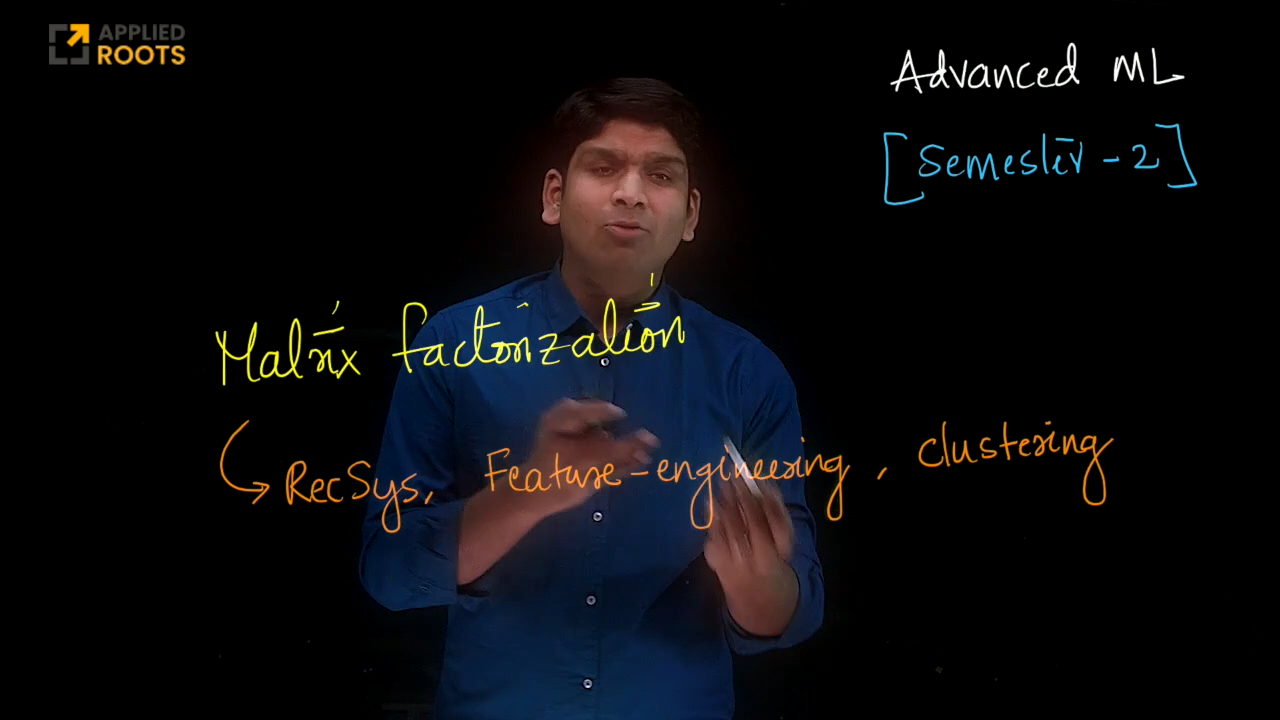 APPLIED
ROOTS
Advanced ML
[Semester - 2]
Matrix factorization
RecSys, Feature-engineering, clustering